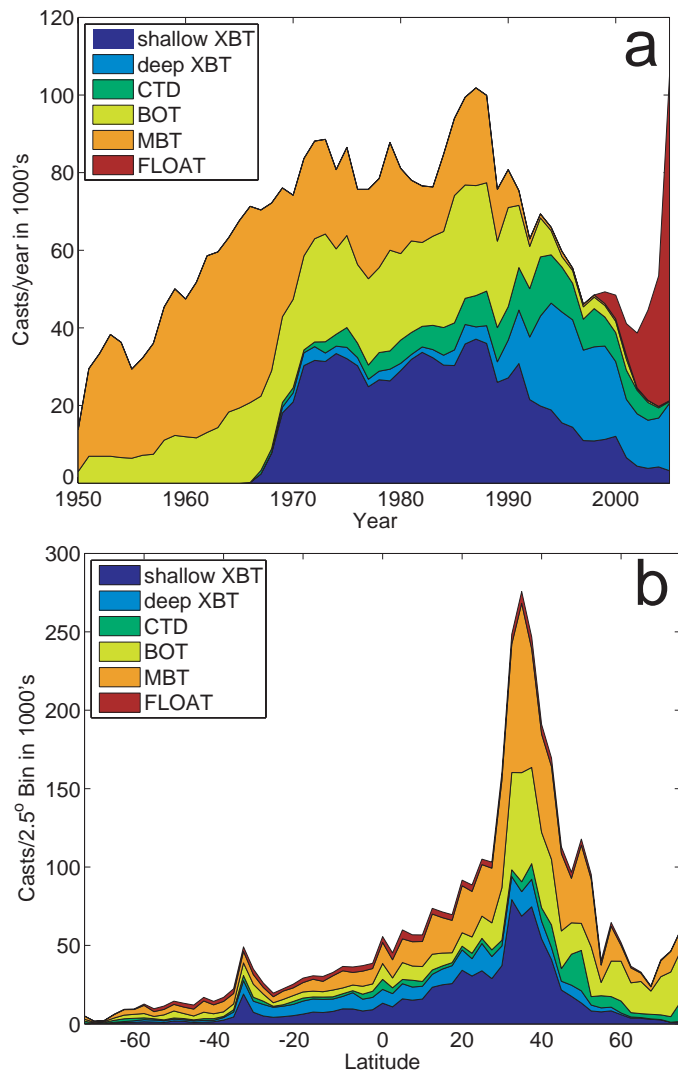 a
shallow XBT
deep XBT
CTD
BOT
MBT
FLOAT
Casts/year in 1000's
120
100
80
60
40
20
0
1950 1960 1970 1980 1990 2000
Year
b
shallow XBT
deep XBT
CTD
BOT
MBT
FLOAT
Casts/2.5° Bin in 1000's
300
250
200
150
100
50
0
-60 -40 -20 0 20 40 60
Latitude